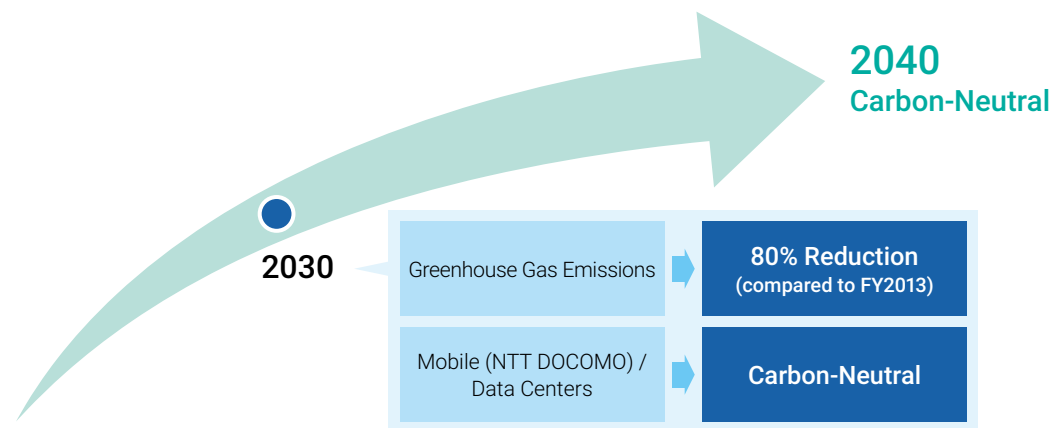 2040
Carbon-Neutral
2030
Greenhouse Gas Emissions
80% Reduction
(compared to FY2013)
Mobile (NTT DOCOMO) /
Data Centers
Carbon-Neutral